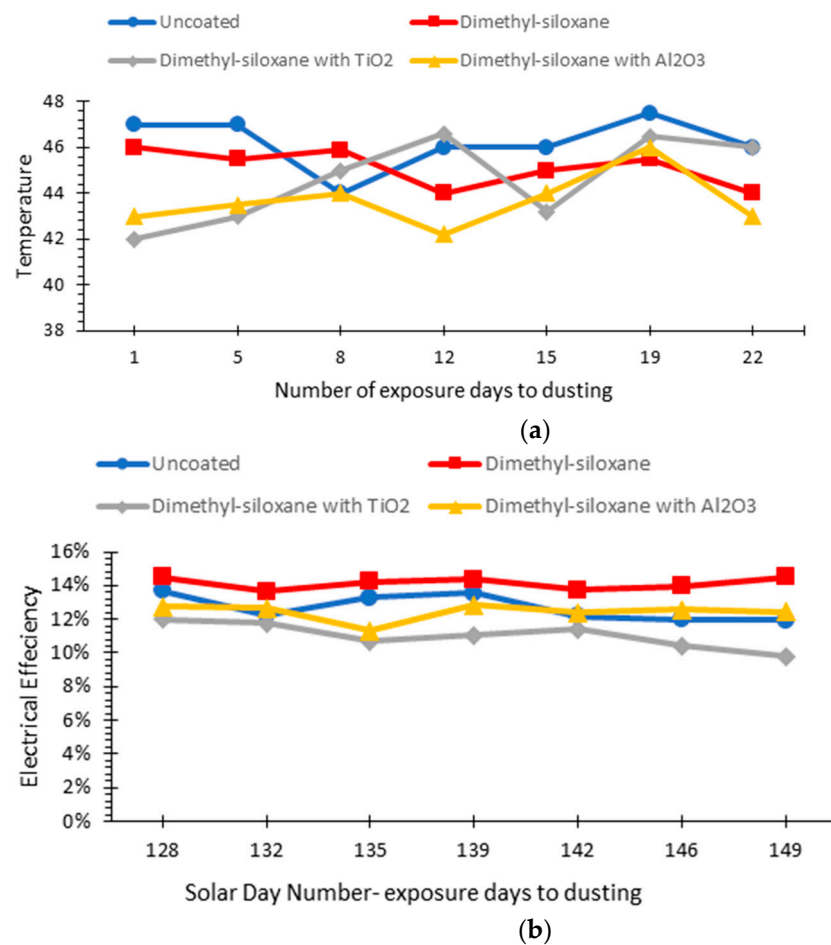 Uncoated Dimethyl-siloxane
Dimethyl-siloxane with TiO2 Dimethyl-siloxane with Al2O3
48
46
44
42
40
38
Temperature
1 5 8 12 15 19 22
Number of exposure days to dusting
(a)
Uncoated Dimethyl-siloxane
Dimethyl-siloxane with TiO2 Dimethyl-siloxane with Al2O3
16%
14%
12%
10%
8%
6%
4%
2%
0%
Electrical Effeciency
128 132 135 139 142 146 149
Solar Day Number- exposure days to dusting
(b)